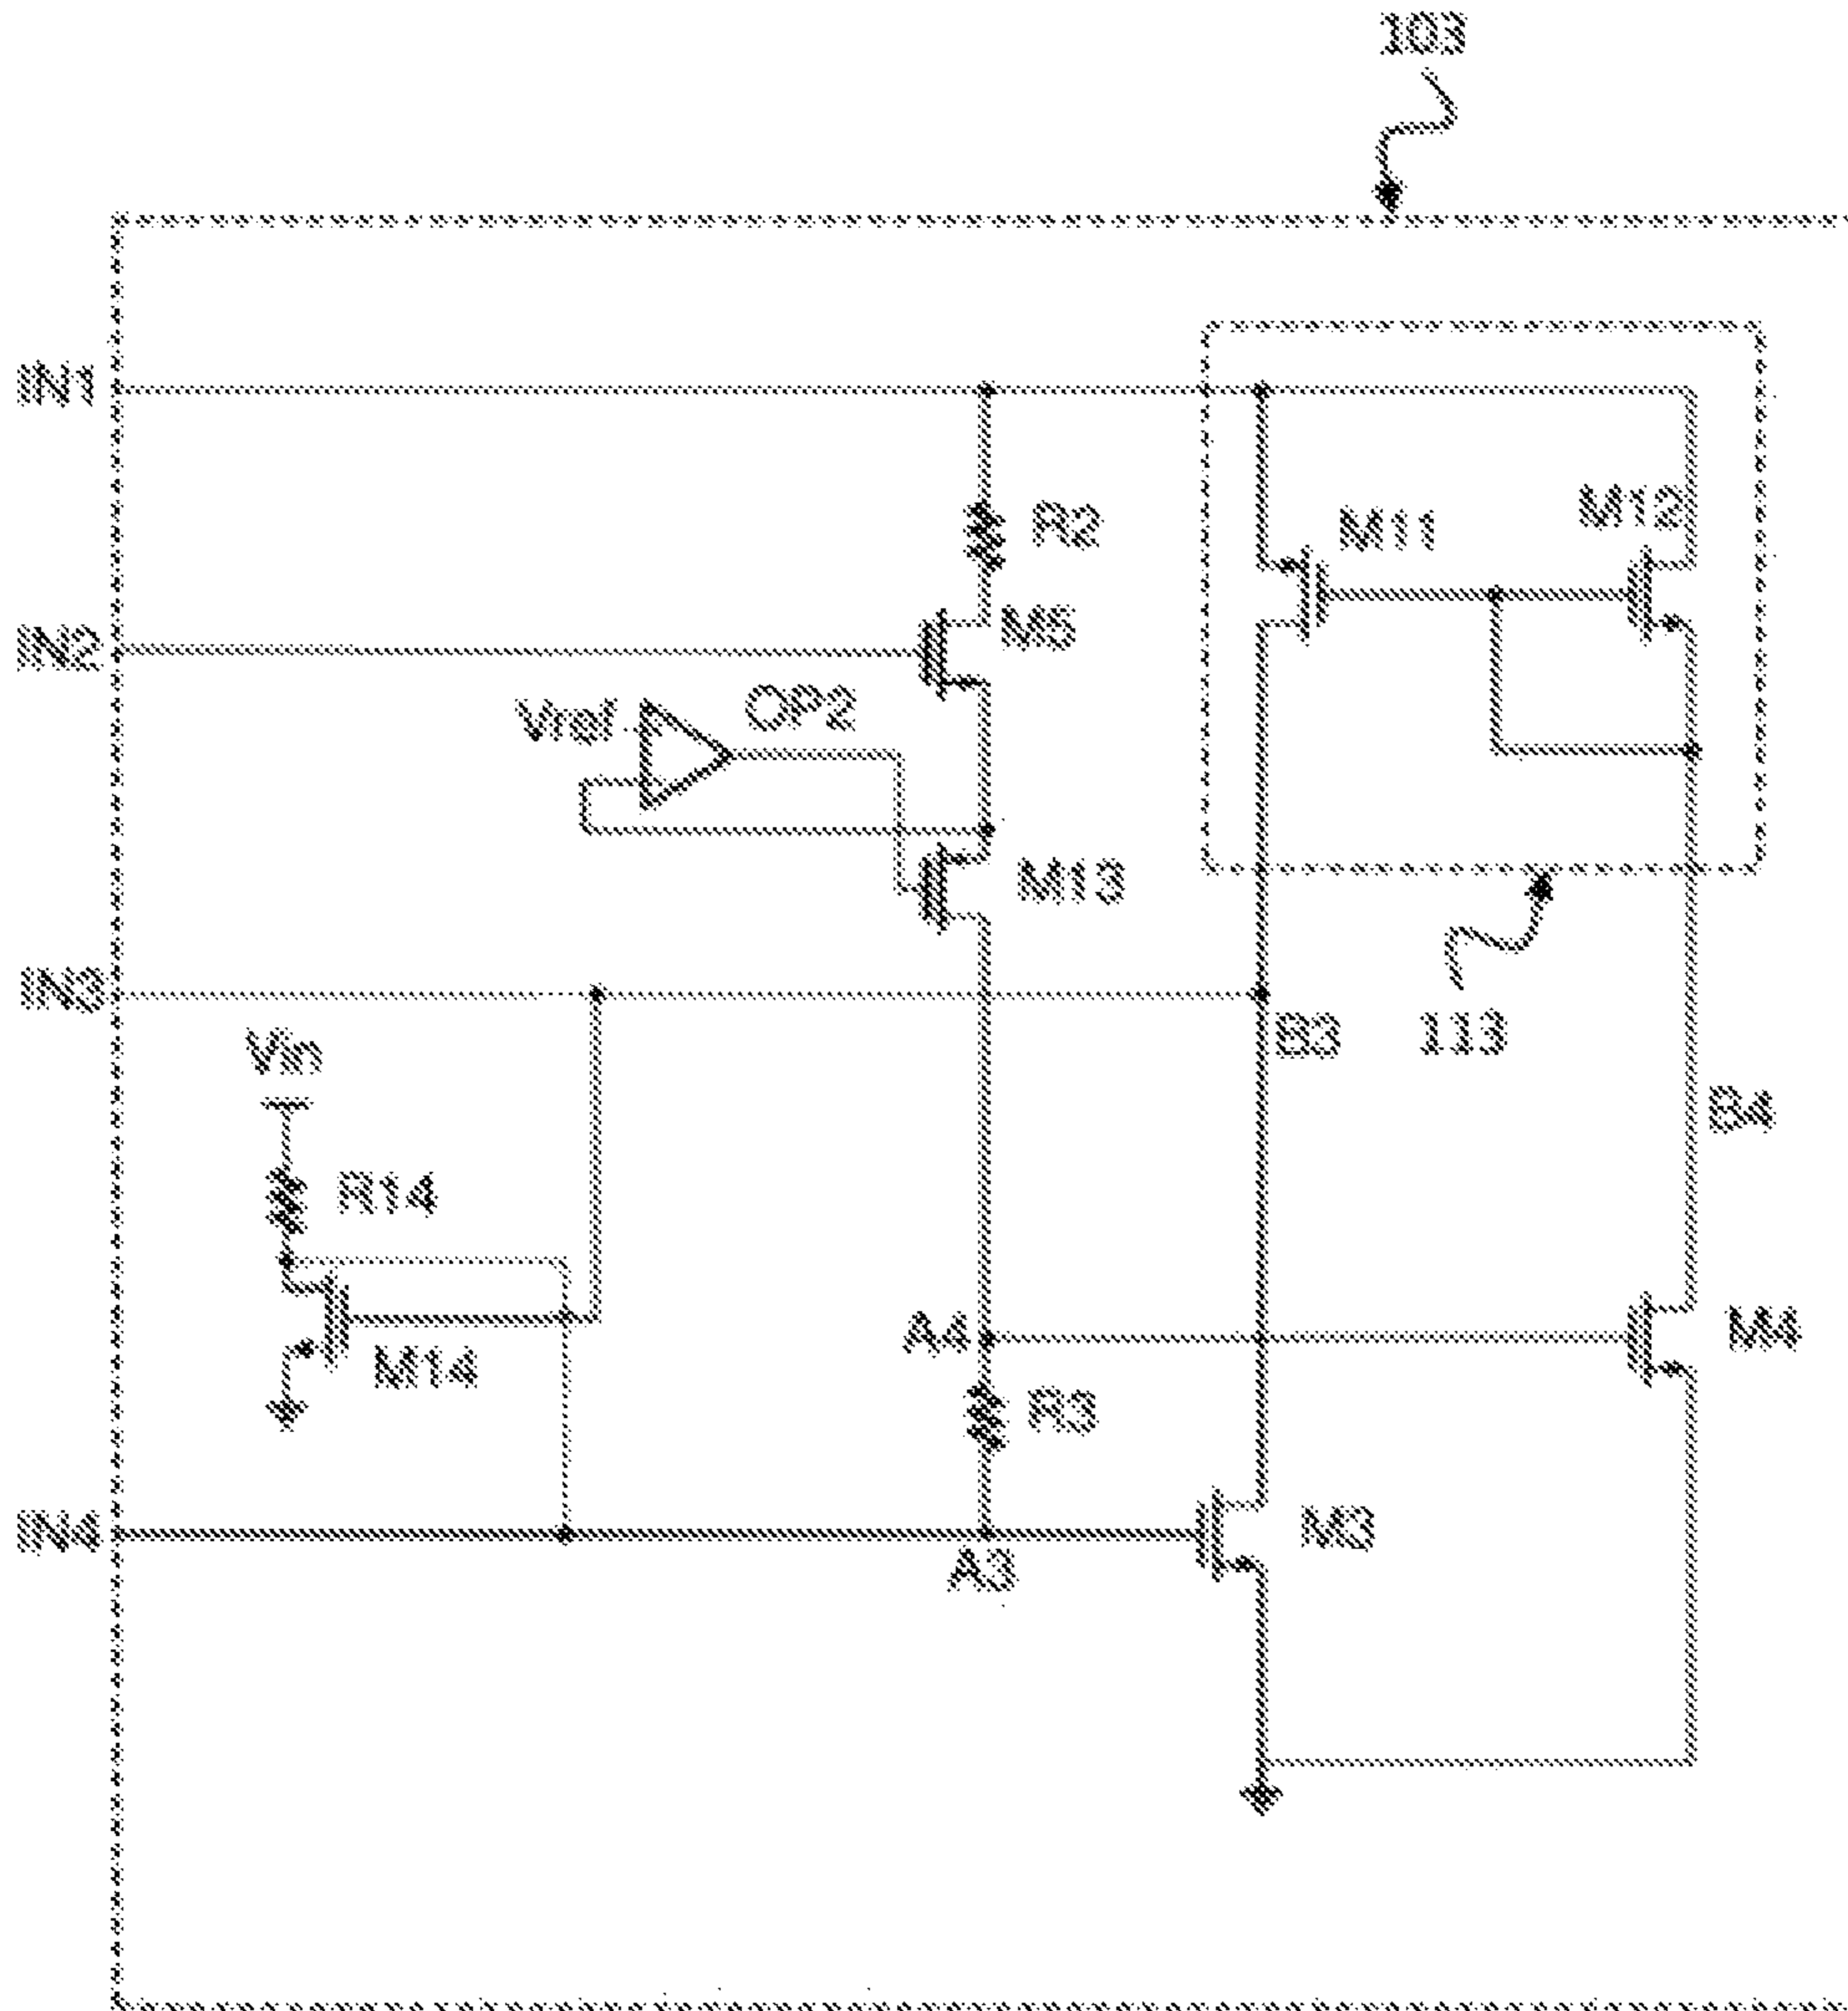 103
IN1
R2
M11
M12
IN2
M5
Vref
OP2
M13
IN3
B3
113
Vin
B4
R14
A4
M4
M14
R3
IN4
M3
A3